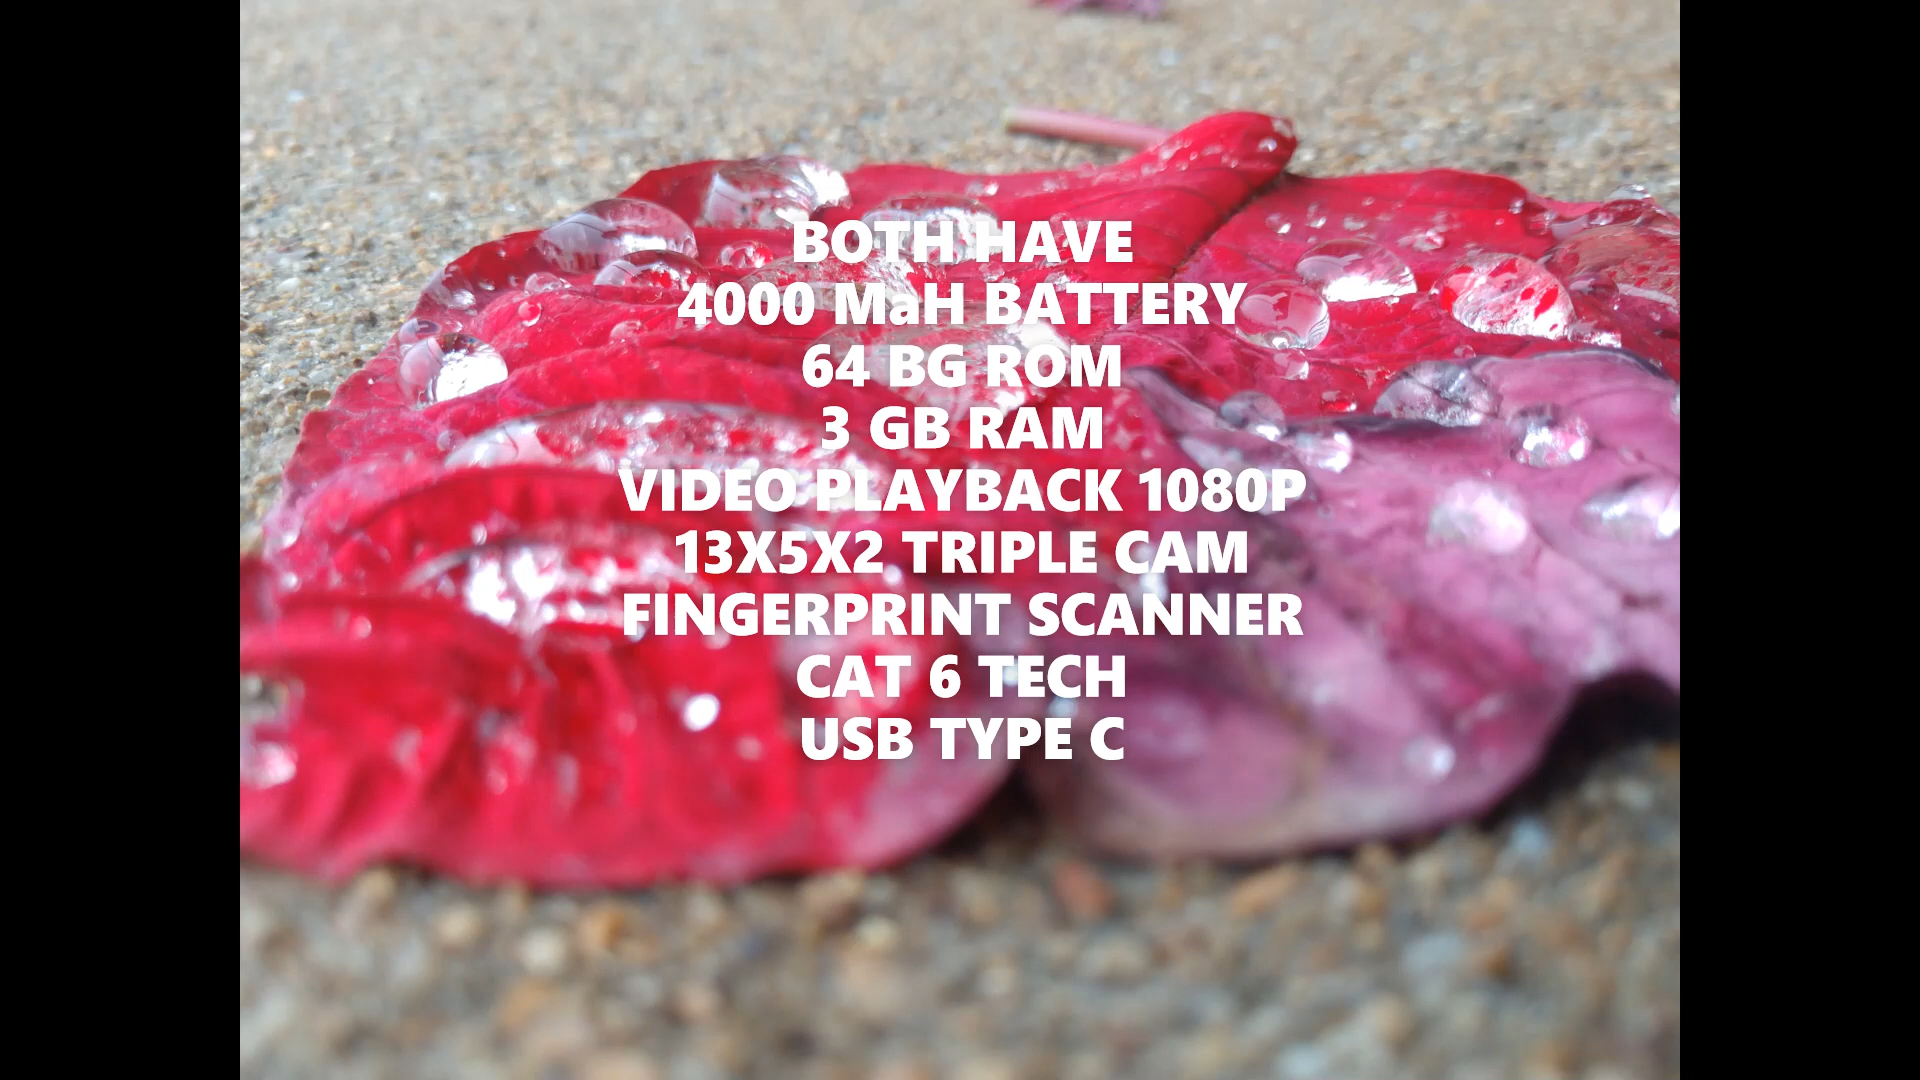 BOTH HAVE
4000 MaH BATTERY
64 BG ROM
3 GB RAM
VIDEO PLAYBACK 1080P
13X5X2 TRIPLE CAM
FINGERPRINT SCANNER
CAT 6 TECH
USB TYPE C